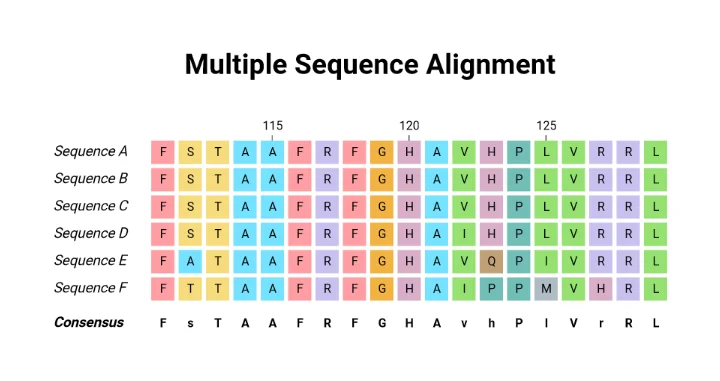 Multiple Sequence Alignment
115 120 125
Sequence A F S T A A F R F G H A V H P L V R R L
Sequence B F S T A A F R F G H A V H P L V R R L
Sequence C F S T A A F R F G H A V H P L V R R L
Sequence D F S T A A F R F G H A I H P L V R R L
Sequence E F A T A A F R F G H A V Q P I V R R L
Sequence F F T T A A F R F G H A I P P M V H R L
Consensus F s T A A F R F G H A v h P l V r R L